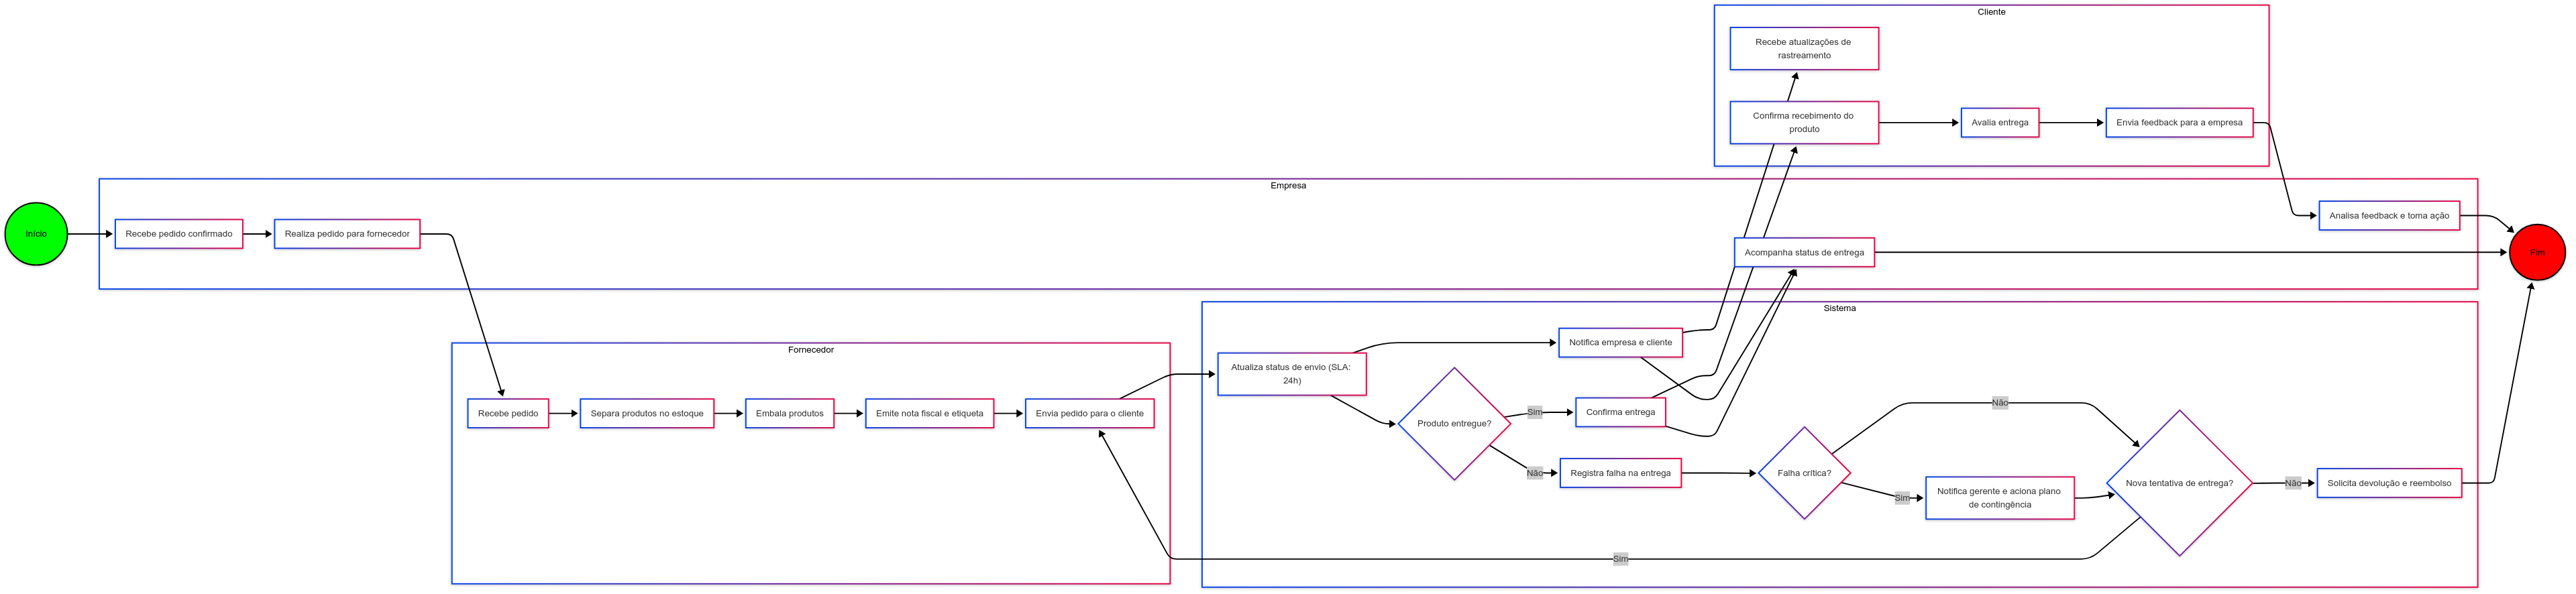 Cliente
Recebe atualizações de
rastreamento
Confirma recebimento do
produto
Avalia entrega
Envia feedback para a empresa
Empresa
Início
Recebe pedido confirmado
Realiza pedido para fornecedor
Acompanha status de entrega
Analisa feedback e toma ação
Fim
Sistema
Fornecedor
Recebe pedido
Separa produtos no estoque
Embala produtos
Emite nota fiscal e etiqueta
Envia pedido para o cliente
Atualiza status de envio (SLA:
24h)
Notifica empresa e cliente
Produto entregue?
Sim
Confirma entrega
Não
Registra falha na entrega
Falha crítica?
Não
Sim
Notifica gerente e aciona plano
de contingência
Nova tentativa de entrega?
Não
Solicita devolução e reembolso
Sim